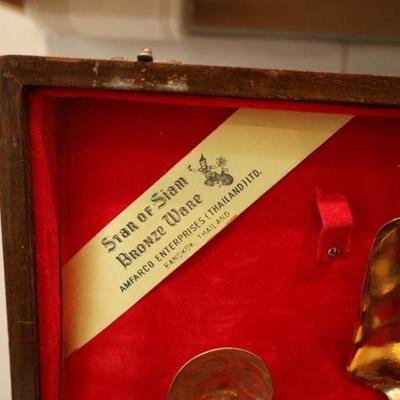 Star of Siam
Bronze Ware
AMFARCO ENTERPRISES (THAILAND) LTD.
BANGKOK, THAILAND